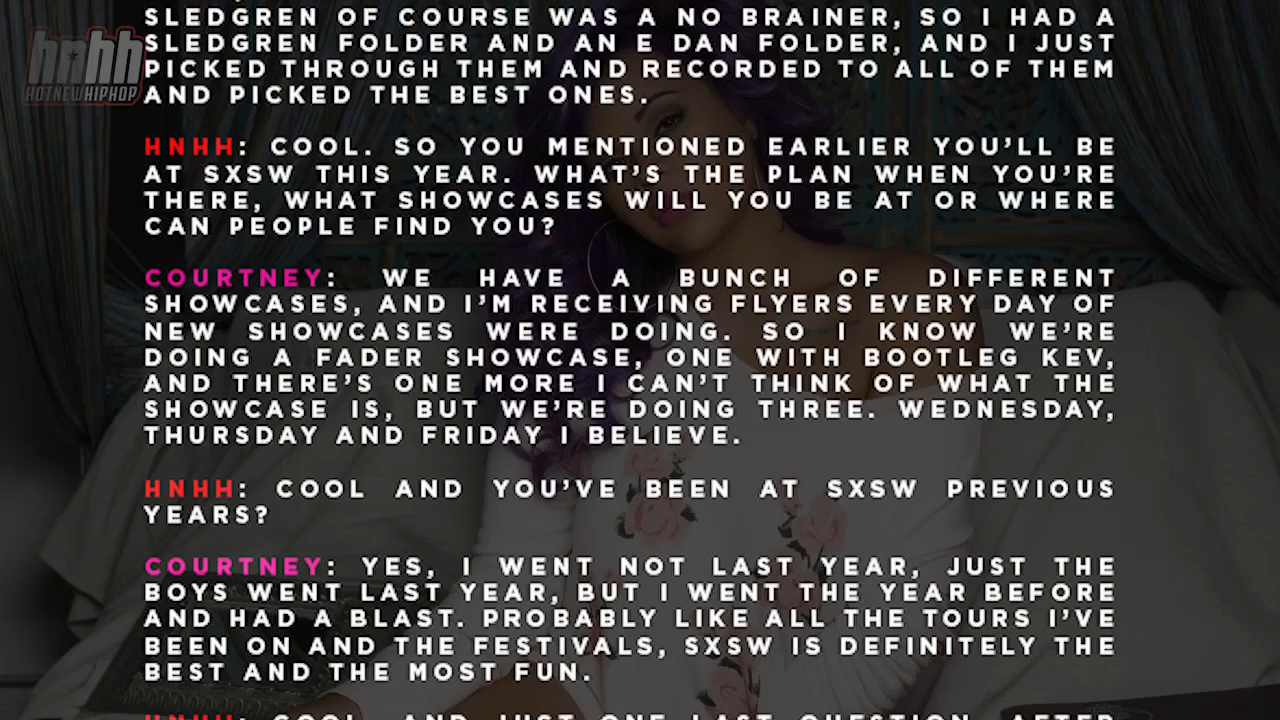 SLEDGREN OF COURSE WAS A NO BRAINER, SO I HAD A
SLEDGREN FOLDER AND AN E DAN FOLDER, AND I JUST
PICKED THROUGH THEM AND RECORDED TO ALL OF THEM
AND PICKED THE BEST ONES.
hnhh
HOTNEWHIPHOP
HNHH: COOL. SO YOU MENTIONED EARLIER YOU'LL BE
AT SXSW THIS YEAR. WHAT'S THE PLAN WHEN YOU'RE
THERE, WHAT SHOWCASES WILL YOU BE AT OR WHERE
CAN PEOPLE FIND YOU?
COURTNEY: WE HAVE A BUNCH OF DIFFERENT
SHOWCASES, AND I'M RECEIVING FLYERS EVERY DAY OF
NEW SHOWCASES WERE DOING. SO I KNOW WE'RE
DOING A FADER SHOWCASE, ONE WITH BOOTLEG KEV,
AND THERE'S ONE MORE I CAN'T THINK OF WHAT THE
SHOWCASE IS, BUT WE'RE DOING THREE. WEDNESDAY,
THURSDAY AND FRIDAY I BELIEVE.
HNHH: COOL AND YOU'VE BEEN AT SXSW PREVIOUS
YEARS?
COURTNEY: YES, I WENT NOT LAST YEAR, JUST THE
BOYS WENT LAST YEAR, BUT I WENT THE YEAR BEFORE
AND HAD A BLAST. PROBABLY LIKE ALL THE TOURS I'VE
BEEN ON AND THE FESTIVALS, SXSW IS DEFINITELY THE
BEST AND THE MOST FUN.
HNHH: COOL, AND JUST ONE LAST QUESTION, AFTER